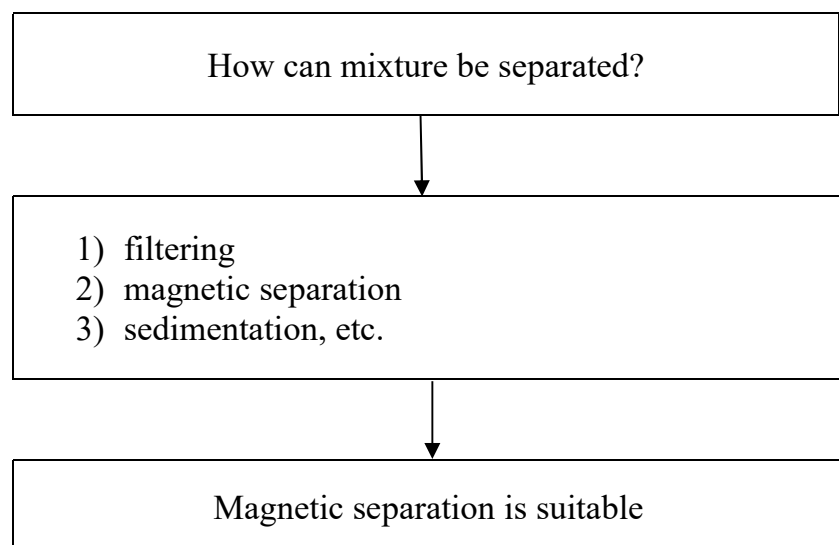 How can mixture be separated?
1) filtering
2) magnetic separation
3) sedimentation, etc.
Magnetic separation is suitable